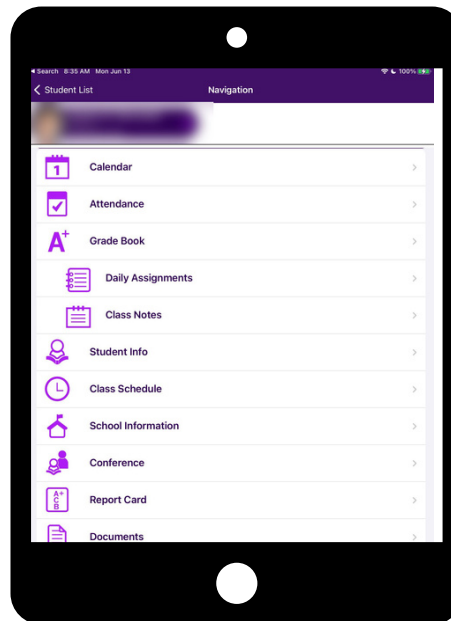 Search 8:35 AM Mon Jun 13 100%
Student List Navigation
1
Calendar
Attendance
A+ Grade Book
Daily Assignments
Class Notes
Student Info
Class Schedule
School Information
Conference
A+
C
B
Report Card
Documents